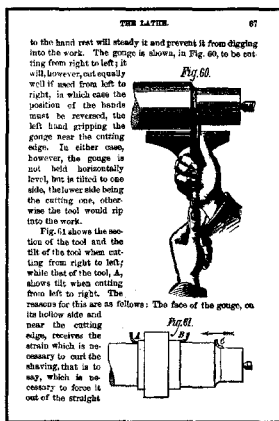 THE LATHE. 67
to the hand rest will steady it and prevent it from digging
into the work. The gouge is shown, in Fig. 60, to be cut-
ting from right to left; it
will, however, cut equally
well if used from left to
right, in which case the
position of the hands
must be reversed, the
left hand gripping the
gouge near the cutting
edge. In either case,
however, the gouge is
not held horizontally
level, but is tilted to one
side, the lower side being
the cutting one, other-
wise the tool would rip
into the work.
Fig. 60.
Fig. 61 shows the sec-
tion of the tool and the
tilt of the tool when cut-
ting from right to left;
while that of the tool, A,
shows tilt when cutting
from left to right. The
reasons for this are as follows: The face of the gouge, on
its hollow side and
near the cutting
edge, receives the
strain which is ne-
cessary to curl the
shaving, that is to
say, which is ne-
cessary to force it
out of the straight
Fig. 61.
A
B